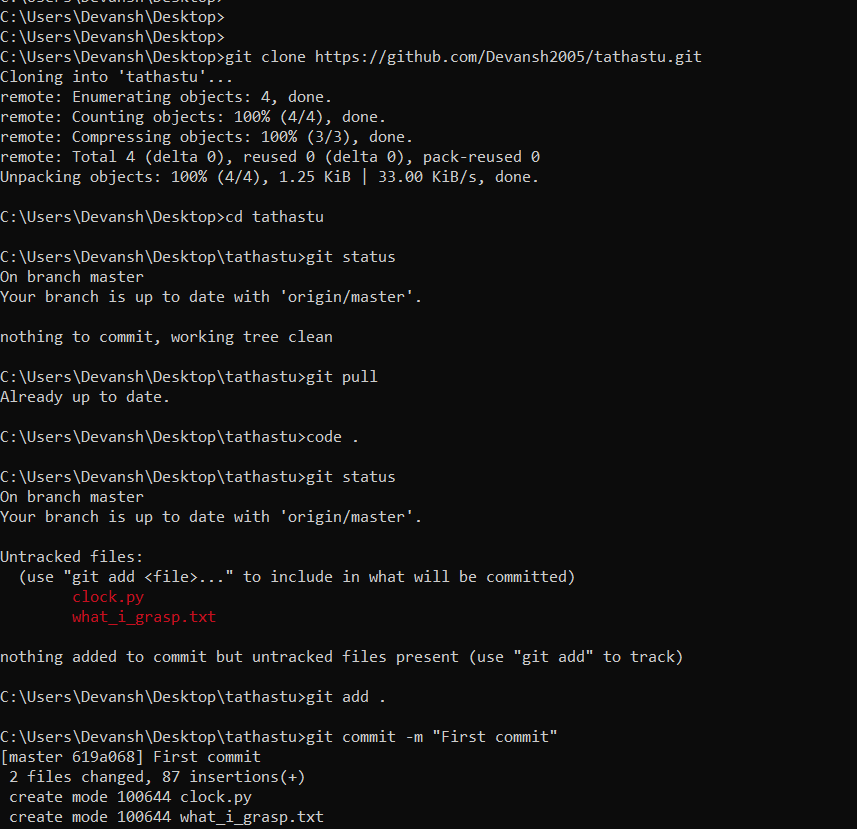 C:\Users\Devansh\Desktop>
C:\Users\Devansh\Desktop>
C:\Users\Devansh\Desktop>git clone https://github.com/Devansh2005/tathastu.git
Cloning into 'tathastu'...
remote: Enumerating objects: 4, done.
remote: Counting objects: 100% (4/4), done.
remote: Compressing objects: 100% (3/3), done.
remote: Total 4 (delta 0), reused 0 (delta 0), pack-reused 0
Unpacking objects: 100% (4/4), 1.25 KiB | 33.00 KiB/s, done.
C:\Users\Devansh\Desktop>cd tathastu
C:\Users\Devansh\Desktop\tathastu>git status
On branch master
Your branch is up to date with 'origin/master'.
nothing to commit, working tree clean
C:\Users\Devansh\Desktop\tathastu>git pull
Already up to date.
C:\Users\Devansh\Desktop\tathastu>code .
C:\Users\Devansh\Desktop\tathastu>git status
On branch master
Your branch is up to date with 'origin/master'.
Untracked files:
  (use "git add <file>..." to include in what will be committed)
        clock.py
        what_i_grasp.txt
nothing added to commit but untracked files present (use "git add" to track)
C:\Users\Devansh\Desktop\tathastu>git add .
C:\Users\Devansh\Desktop\tathastu>git commit -m "First commit"
[master 619a068] First commit
 2 files changed, 87 insertions(+)
 create mode 100644 clock.py
 create mode 100644 what_i_grasp.txt